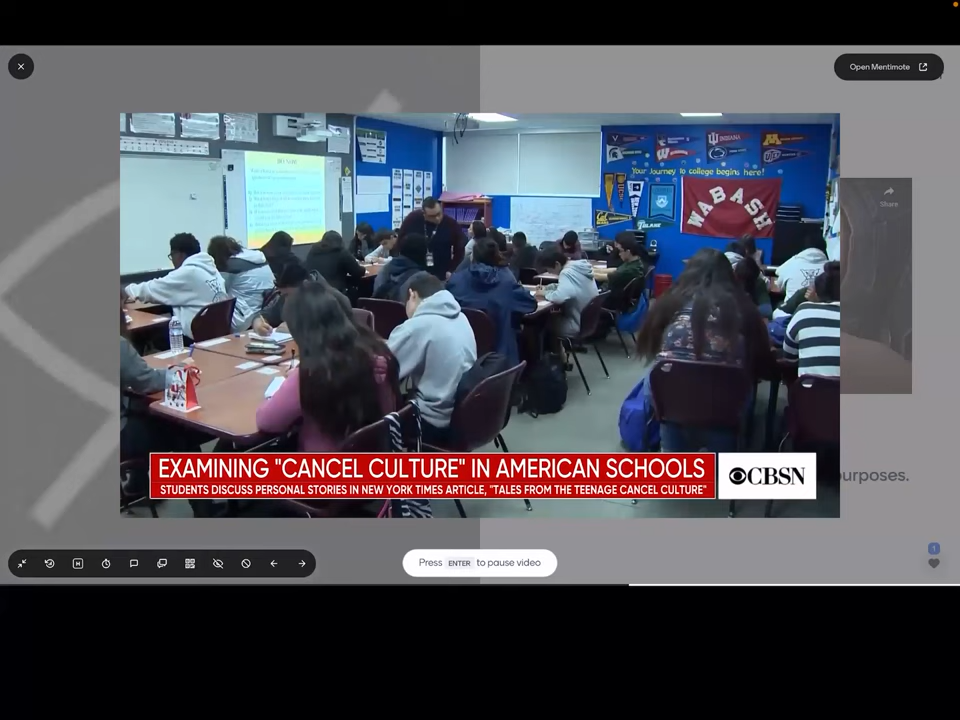 Open Mentimote
Your Journey to college begins here!
INDIANA
WABASH
Share
EXAMINING "CANCEL CULTURE" IN AMERICAN SCHOOLS
STUDENTS DISCUSS PERSONAL STORIES IN NEW YORK TIMES ARTICLE, "TALES FROM THE TEENAGE CANCEL CULTURE"
CBSN
purposes.
1
Press ENTER to pause video